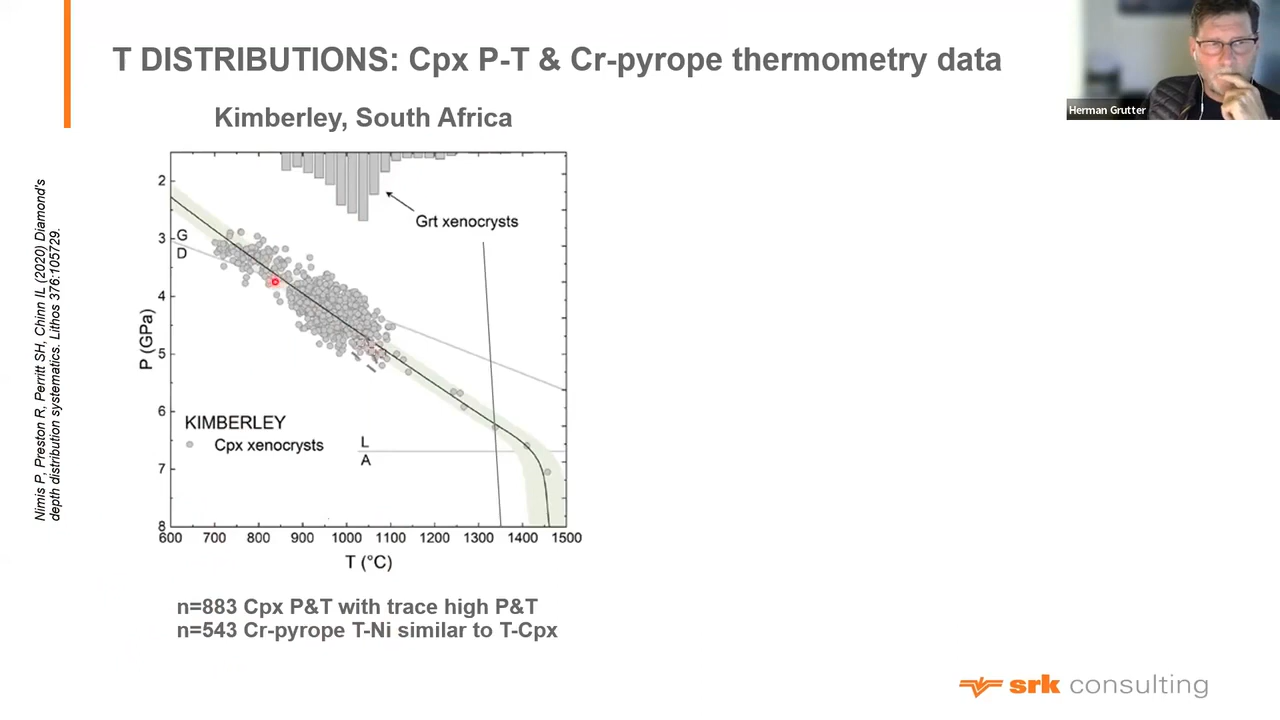 T DISTRIBUTIONS: Cpx P-T & Cr-pyrope thermometry data
Herman Grutter
Kimberley, South Africa
Nimis P, Preston R, Perritt SH, Chinn IL (2020) Diamond's
depth distribution systematics. Lithos 376:105729.
2
3
4
5
6
7
8
P (GPa)
G
D
Grt xenocrysts
KIMBERLEY
Cpx xenocrysts
L
A
600 700 800 900 1000 1100 1200 1300 1400 1500
T (°C)
n=883 Cpx P&T with trace high P&T
n=543 Cr-pyrope T-Ni similar to T-Cpx
srk consulting